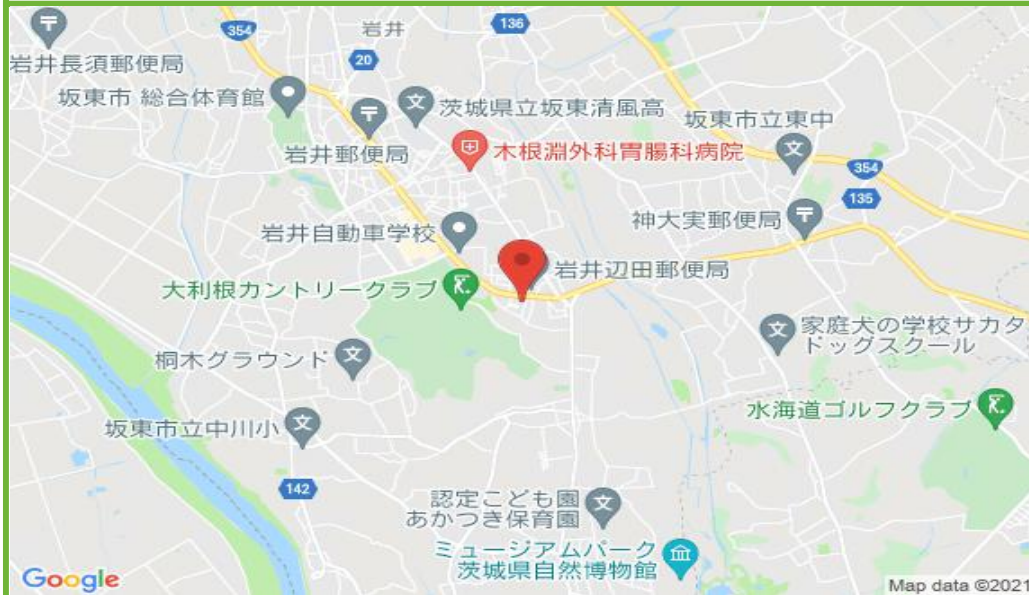 岩井
136
354
岩井長須郵便局
20
坂東市 総合体育館
茨城県立坂東清風高
坂東市立東中
岩井郵便局
木根淵外科胃腸科病院
354
135
神大実郵便局
岩井自動車学校
岩井辺田郵便局
大利根カントリークラブ
家庭犬の学校サカタ
ドッグスクール
桐木グラウンド
水海道ゴルフクラブ
坂東市立中川小
142
認定こども園
あかつき保育園
ミュージアムパーク
茨城県自然博物館
Google
Map data ©2021